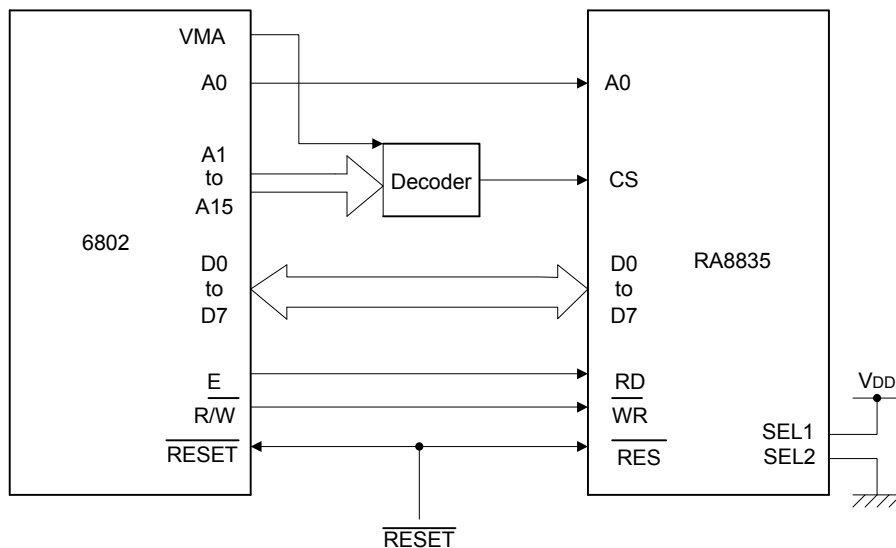 VMA
A0
A1
to
A15
6802
D0
to
D7
E
R/W
RESET
Decoder
RESET
A0
CS
RA8835
D0
to
D7
RD
WR
RES
VDD
SEL1
SEL2